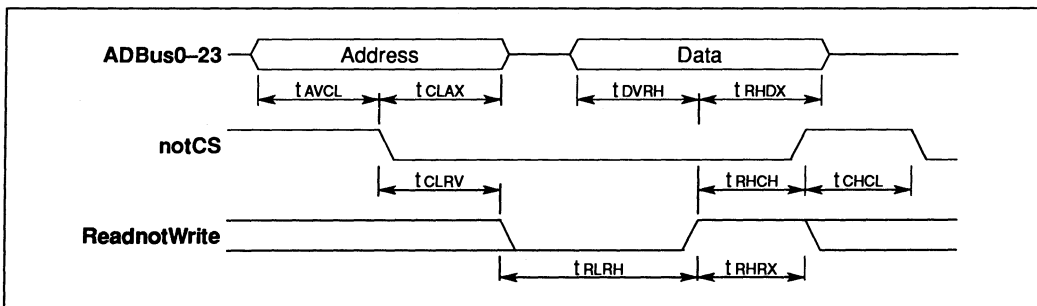 ADBus0–23 Address Data
tAVCL tCLAX tDVRH tRHDX
notCS
tCLRV tRHCH tCHCL
ReadnotWrite
tRLRH tRHRX